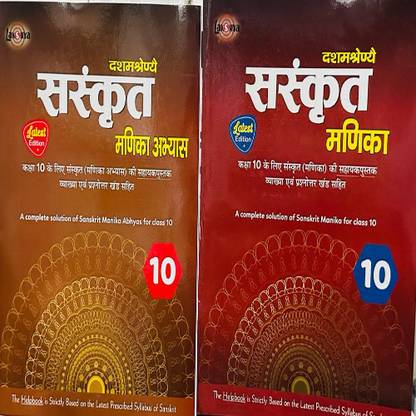 दशमश्रेण्यै
संस्कृत
मणिका अभ्यास
Latest
Edition
कक्षा 10 के लिए संस्कृत (मणिका अभ्यास) की सहायकपुस्तक
व्याख्या एवं प्रश्नोत्तर खंड सहित
A complete solution of Sanskrit Manika Abhyas for class 10
10
The Helpbook is Strictly Based on the Latest Prescribed Syllabus of Sanskrit
दशमश्रेण्यै
संस्कृत
मणिका
Latest
Edition
कक्षा 10 के लिए संस्कृत (मणिका) की सहायकपुस्तक
व्याख्या एवं प्रश्नोत्तर खंड सहित
A complete solution of Sanskrit Manika for class 10
10
The Helpbook is Strictly Based on the Latest Prescribed Syllabus of Sanskrit